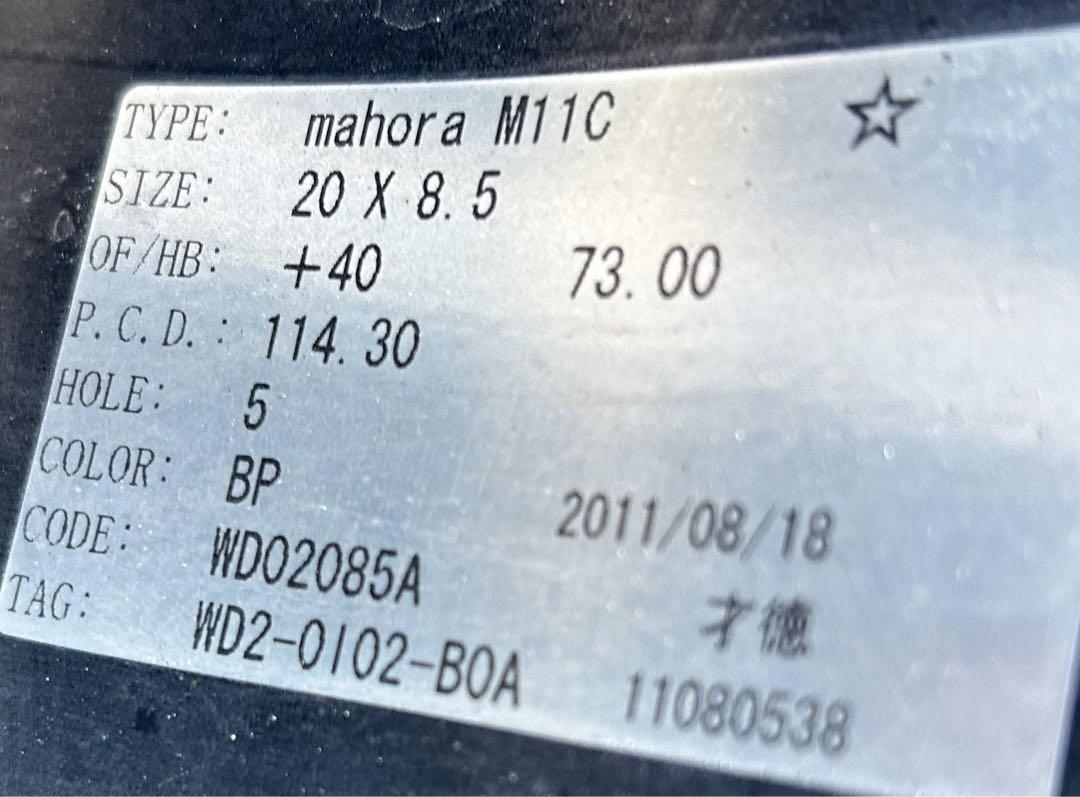 TYPE: mahora M11C ☆
SIZE: 20 X 8.5
OF/HB: +40 73.00
P.C.D.: 114.30
HOLE: 5
COLOR: BP
CODE: WD02085A 2011/08/18
TAG: WD2-0102-B0A 才德
11080538